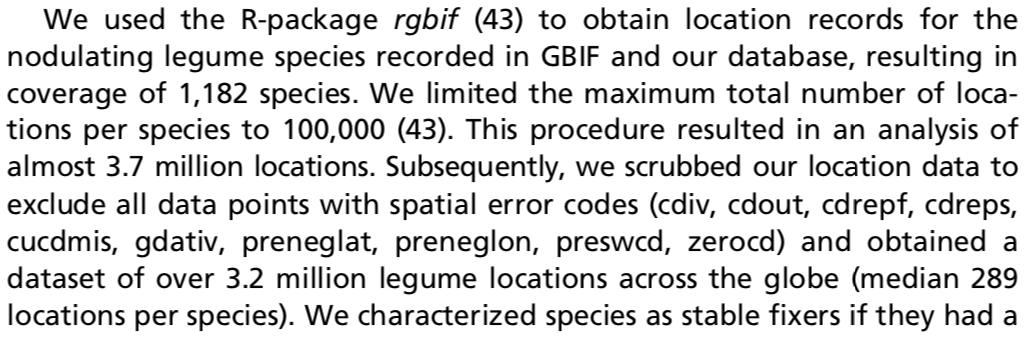 We used the R-package rgbif (43) to obtain location records for the
nodulating legume species recorded in GBIF and our database, resulting in
coverage of 1,182 species. We limited the maximum total number of loca-
tions per species to 100,000 (43). This procedure resulted in an analysis of
almost 3.7 million locations. Subsequently, we scrubbed our location data to
exclude all data points with spatial error codes (cdiv, cdout, cdrepf, cdreps,
cucdmis, gdativ, preneglat, preneglon, preswcd, zerocd) and obtained a
dataset of over 3.2 million legume locations across the globe (median 289
locations per species). We characterized species as stable fixers if they had a